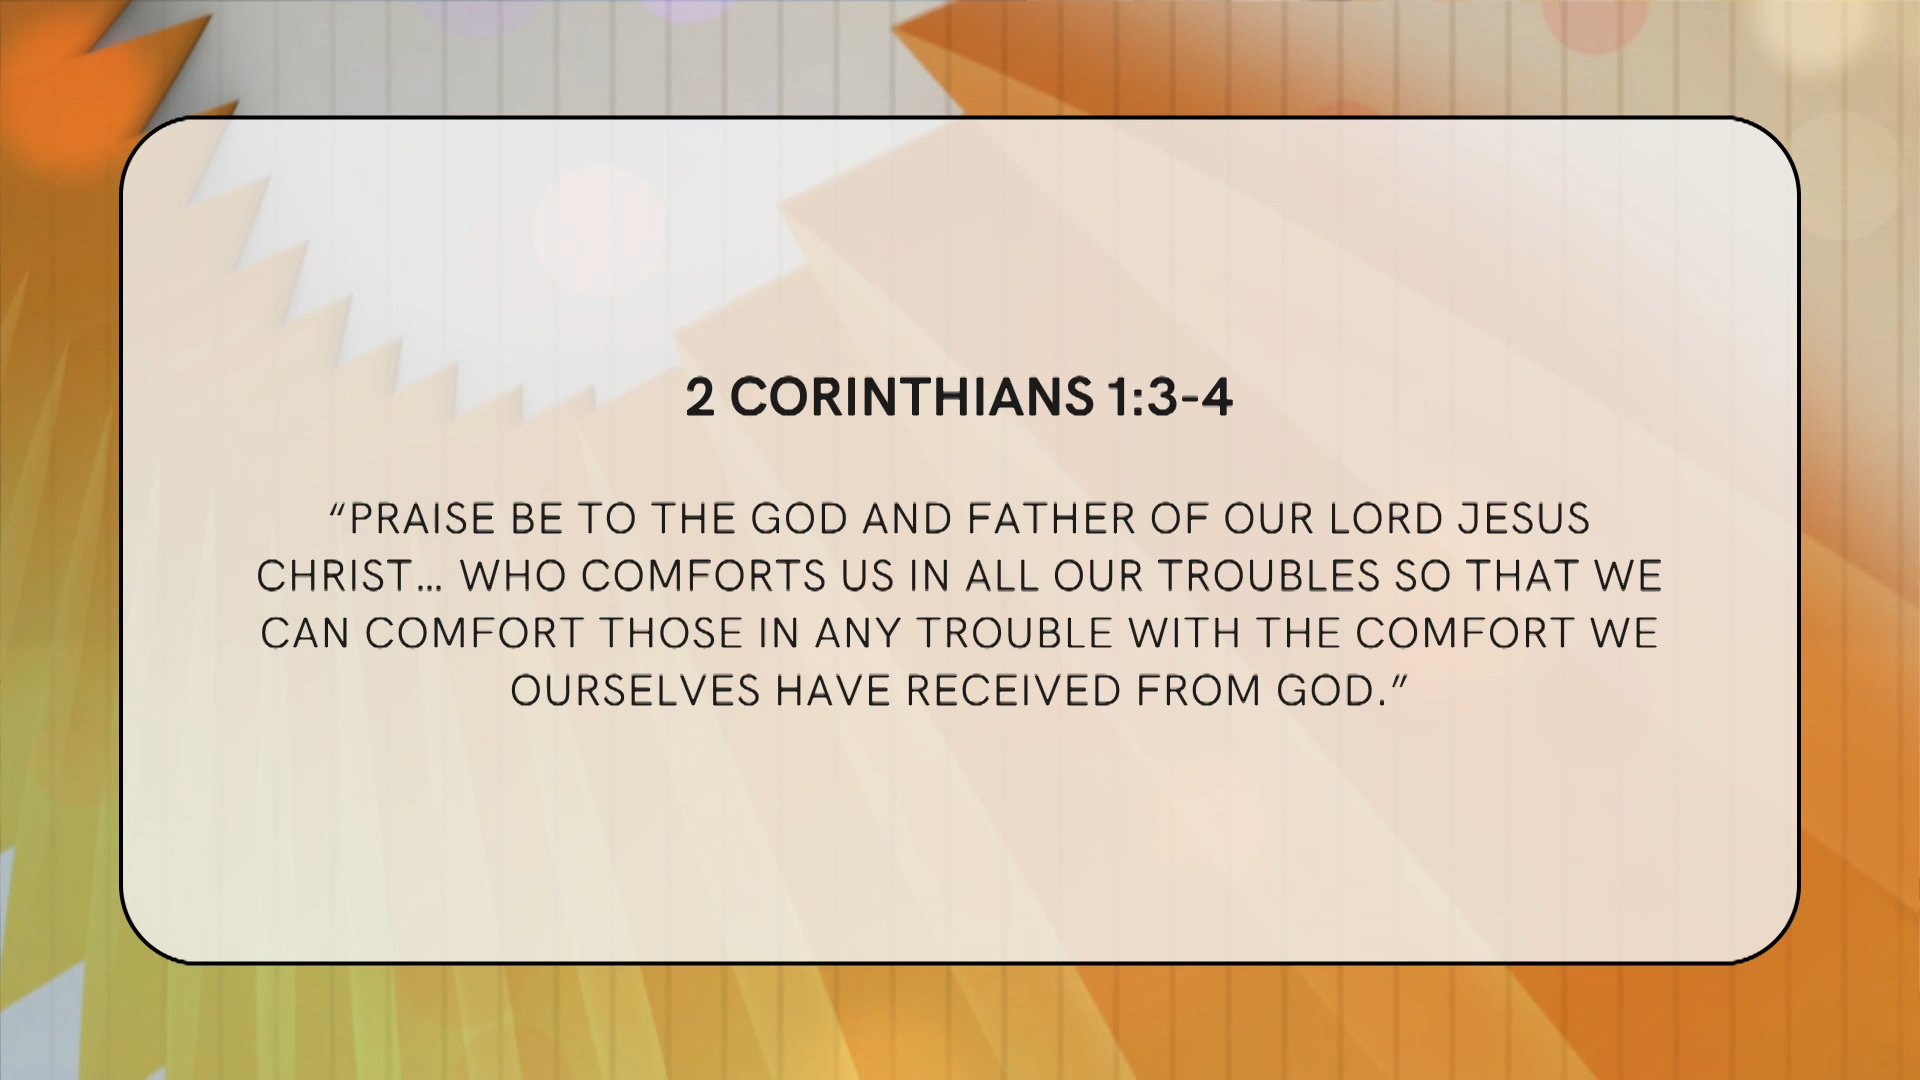 2 CORINTHIANS 1:3-4
“PRAISE BE TO THE GOD AND FATHER OF OUR LORD JESUS
CHRIST... WHO COMFORTS US IN ALL OUR TROUBLES SO THAT WE
CAN COMFORT THOSE IN ANY TROUBLE WITH THE COMFORT WE
OURSELVES HAVE RECEIVED FROM GOD.”